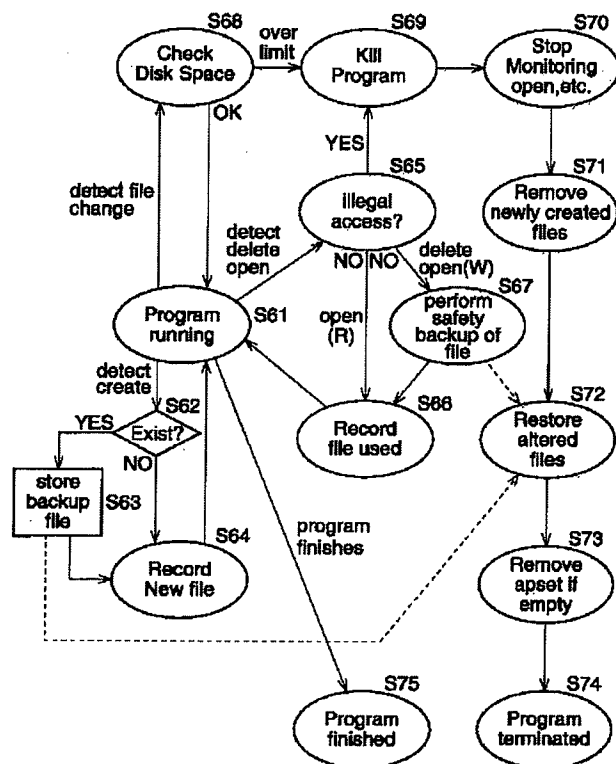 S68
Check
Disk Space
over
limit
S69
Kill
Program
S70
Stop
Monitoring
open,etc.
OK
YES
S65
illegal
access?
S71
Remove
newly created
files
detect file
change
detect
delete
open
NO NO
delete
open(W)
S67
perform
safety
backup of
file
Program
running
S61
open
(R)
detect
create
S62
Exist?
YES
NO
S66
Record
file used
S72
Restore
altered
files
store
backup
file
S63
S64
Record
New file
program
finishes
S73
Remove
apset if
empty
S75
Program
finished
S74
Program
terminated